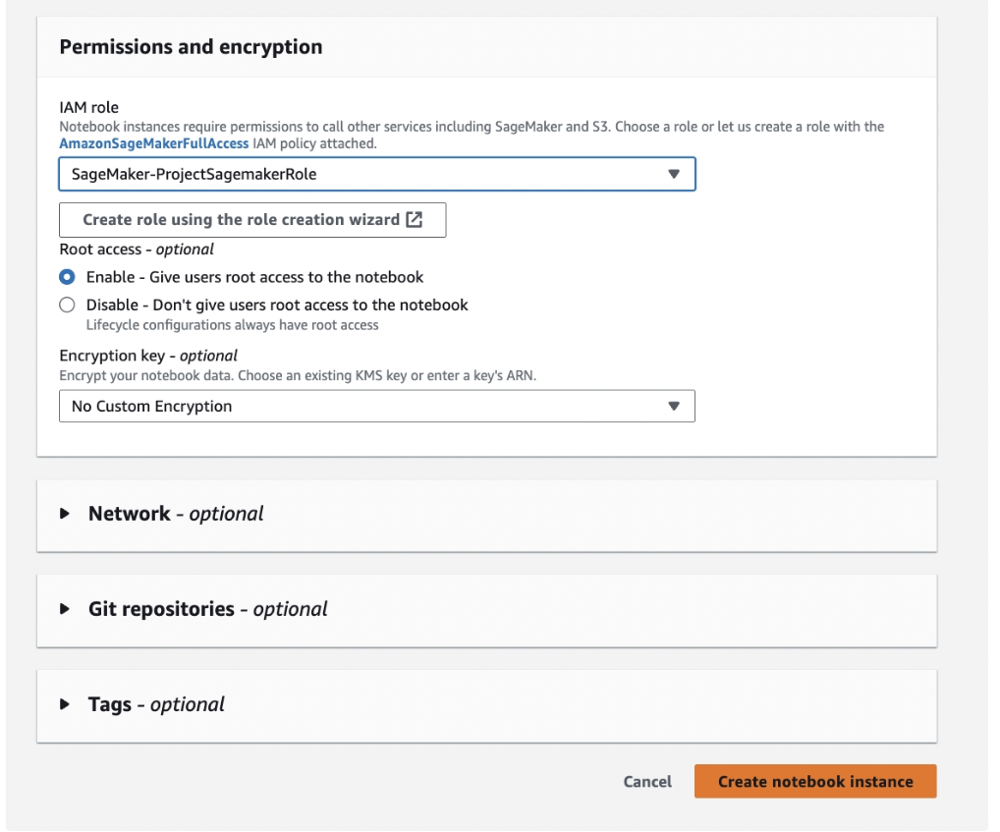 Permissions and encryption
IAM role
Notebook instances require permissions to call other services including SageMaker and S3. Choose a role or let us create a role with the
AmazonSageMakerFullAccess IAM policy attached.
SageMaker-ProjectSagemakerRole
Create role using the role creation wizard
Root access - optional
Enable - Give users root access to the notebook
Disable - Don't give users root access to the notebook
Lifecycle configurations always have root access
Encryption key - optional
Encrypt your notebook data. Choose an existing KMS key or enter a key's ARN.
No Custom Encryption
Network - optional
Git repositories - optional
Tags - optional
Cancel
Create notebook instance